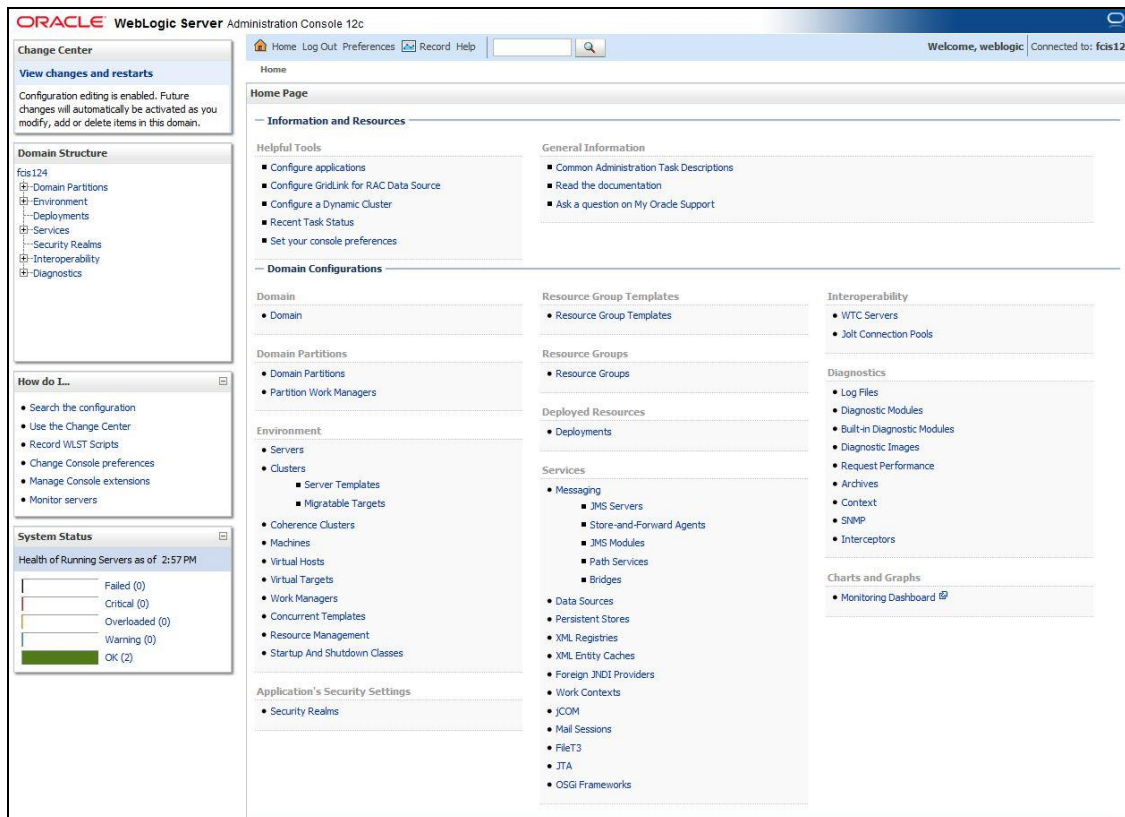 ORACLE WebLogic Server Administration Console 12c
Change Center
View changes and restarts
Configuration editing is enabled. Future
changes will automatically be activated as you
modify, add or delete items in this domain.
Domain Structure
fcis124
Domain Partitions
Environment
Deployments
Services
Security Realms
Interoperability
Diagnostics
How do I...
Search the configuration
Use the Change Center
Record WLST Scripts
Change Console preferences
Manage Console extensions
Monitor servers
System Status
Health of Running Servers as of 2:57 PM
Failed (0)
Critical (0)
Overloaded (0)
Warning (0)
OK (2)
Home Log Out Preferences Record Help
Welcome, weblogic Connected to: fcis12
Home
Home Page
Information and Resources
Helpful Tools
Configure applications
Configure GridLink for RAC Data Source
Configure a Dynamic Cluster
Recent Task Status
Set your console preferences
General Information
Common Administration Task Descriptions
Read the documentation
Ask a question on My Oracle Support
Domain Configurations
Domain
Domain
Domain Partitions
Domain Partitions
Partition Work Managers
Environment
Servers
Clusters
Server Templates
Migratable Targets
Coherence Clusters
Machines
Virtual Hosts
Virtual Targets
Work Managers
Concurrent Templates
Resource Management
Startup And Shutdown Classes
Application's Security Settings
Security Realms
Resource Group Templates
Resource Group Templates
Resource Groups
Resource Groups
Deployed Resources
Deployments
Services
Messaging
JMS Servers
Store-and-Forward Agents
JMS Modules
Path Services
Bridges
Data Sources
Persistent Stores
XML Registries
XML Entity Caches
Foreign JNDI Providers
Work Contexts
jCOM
Mail Sessions
FileT3
JTA
OSGi Frameworks
Interoperability
WTC Servers
Jolt Connection Pools
Diagnostics
Log Files
Diagnostic Modules
Built-in Diagnostic Modules
Diagnostic Images
Request Performance
Archives
Context
SNMP
Interceptors
Charts and Graphs
Monitoring Dashboard